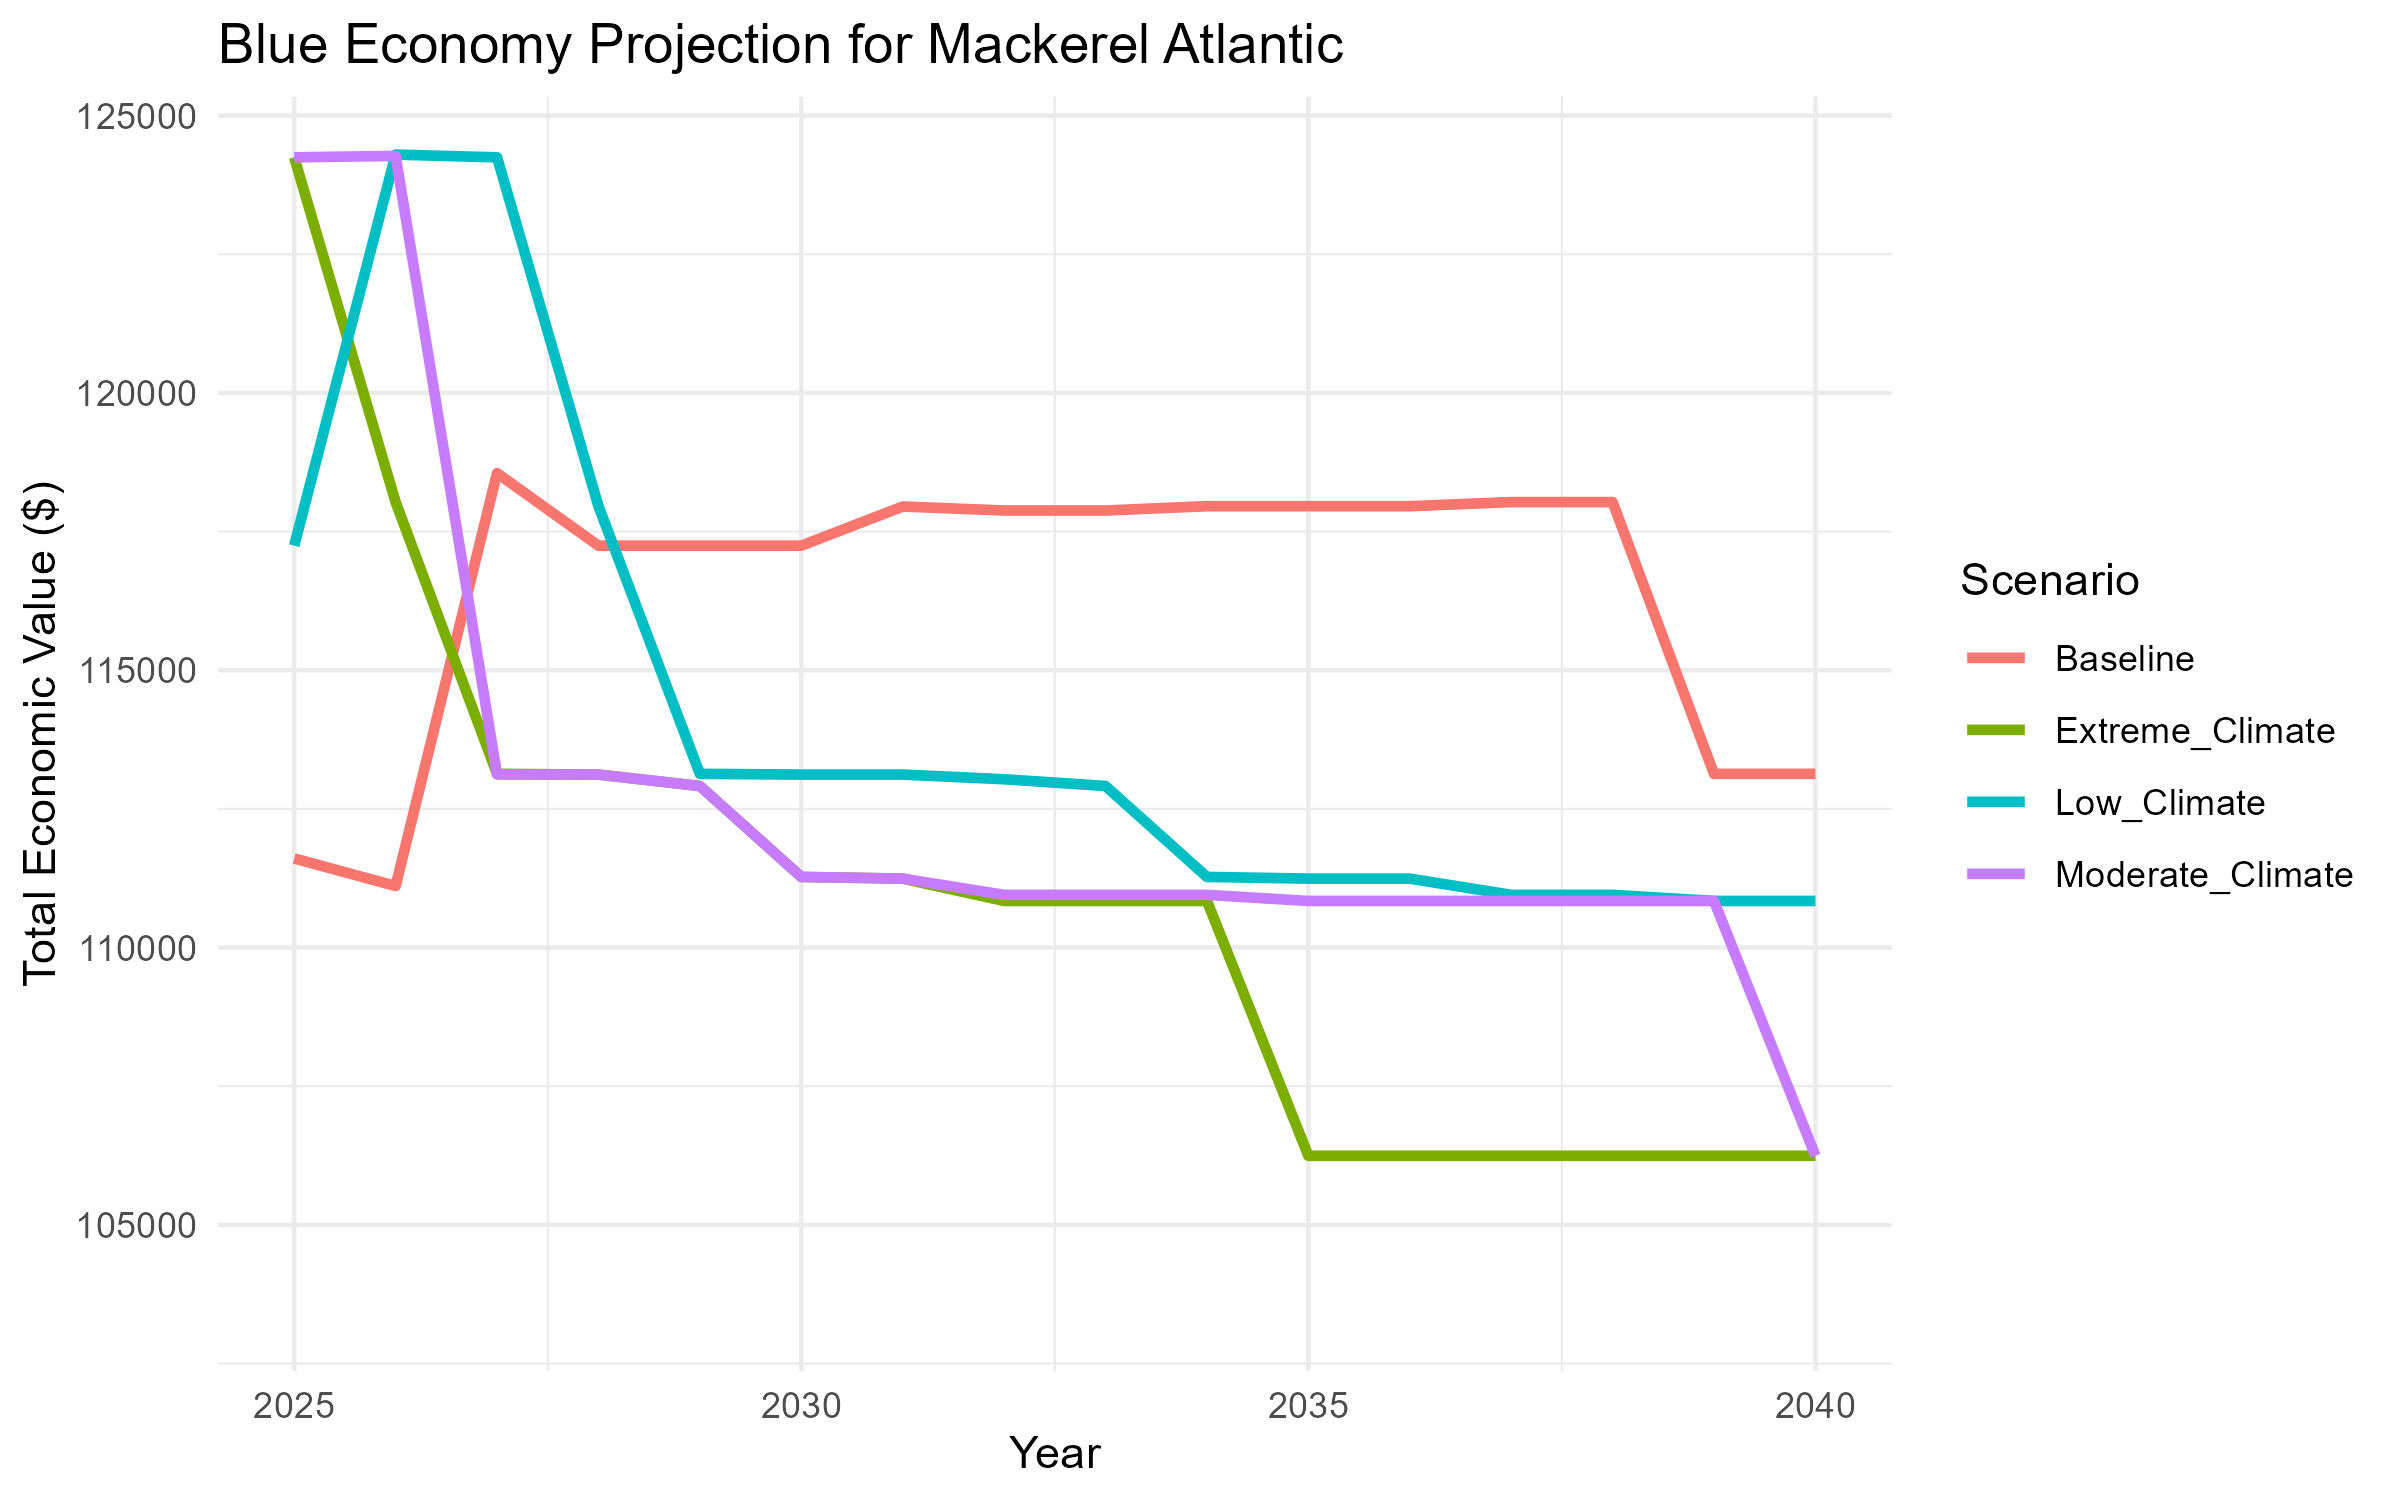 Blue Economy Projection for Mackerel Atlantic
Total Economic Value ($)
125000
120000
115000
110000
105000
2025
2030
2035
2040
Year
Scenario
Baseline
Extreme_Climate
Low_Climate
Moderate_Climate